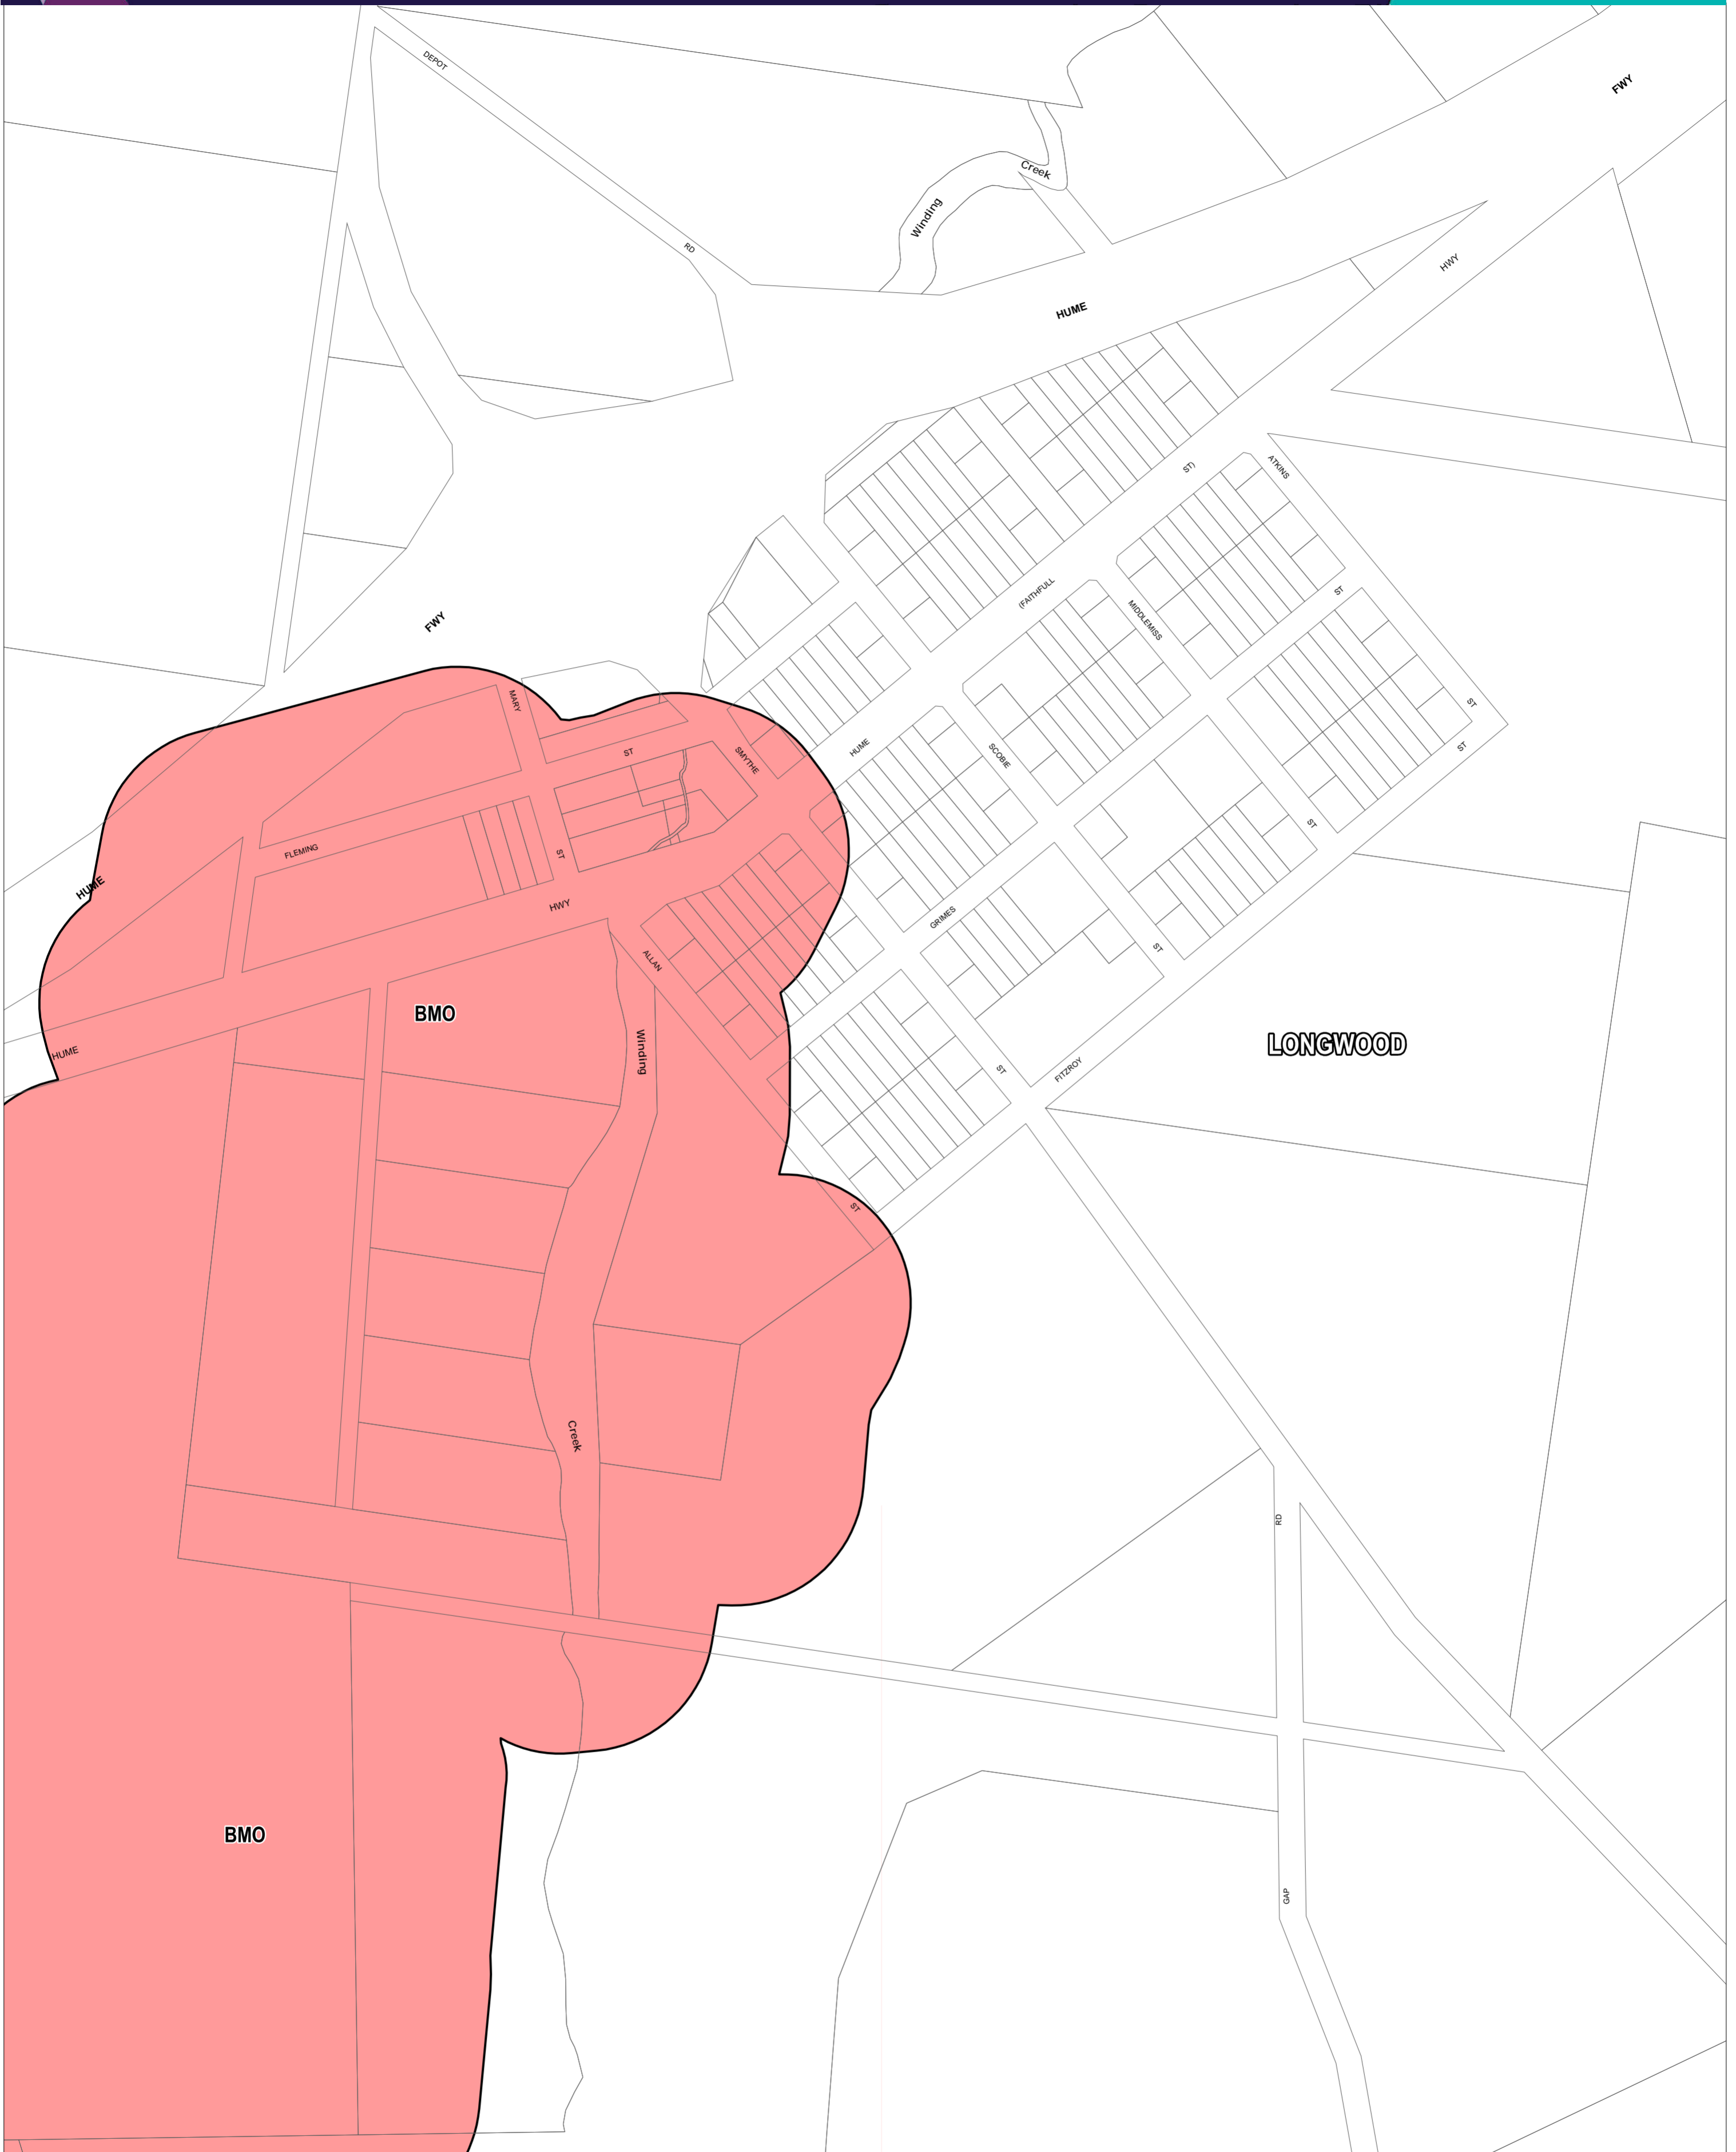 DEPOT
FWY
Creek
Winding
RD
HWY
HUME
ST)
ATKINS
(FAITHFULL
ST
MIDDLEMISS
FWY
MARY
ST
HUME
SCOBIE
SMYTHE
ST
ST
ST
FLEMING
ST
HUME
HWY
GRIMES
ST
ALLAN
BMO
LONGWOOD
Winding
HUME
ST
FITZROY
ST
Creek
RD
BMO
GAP